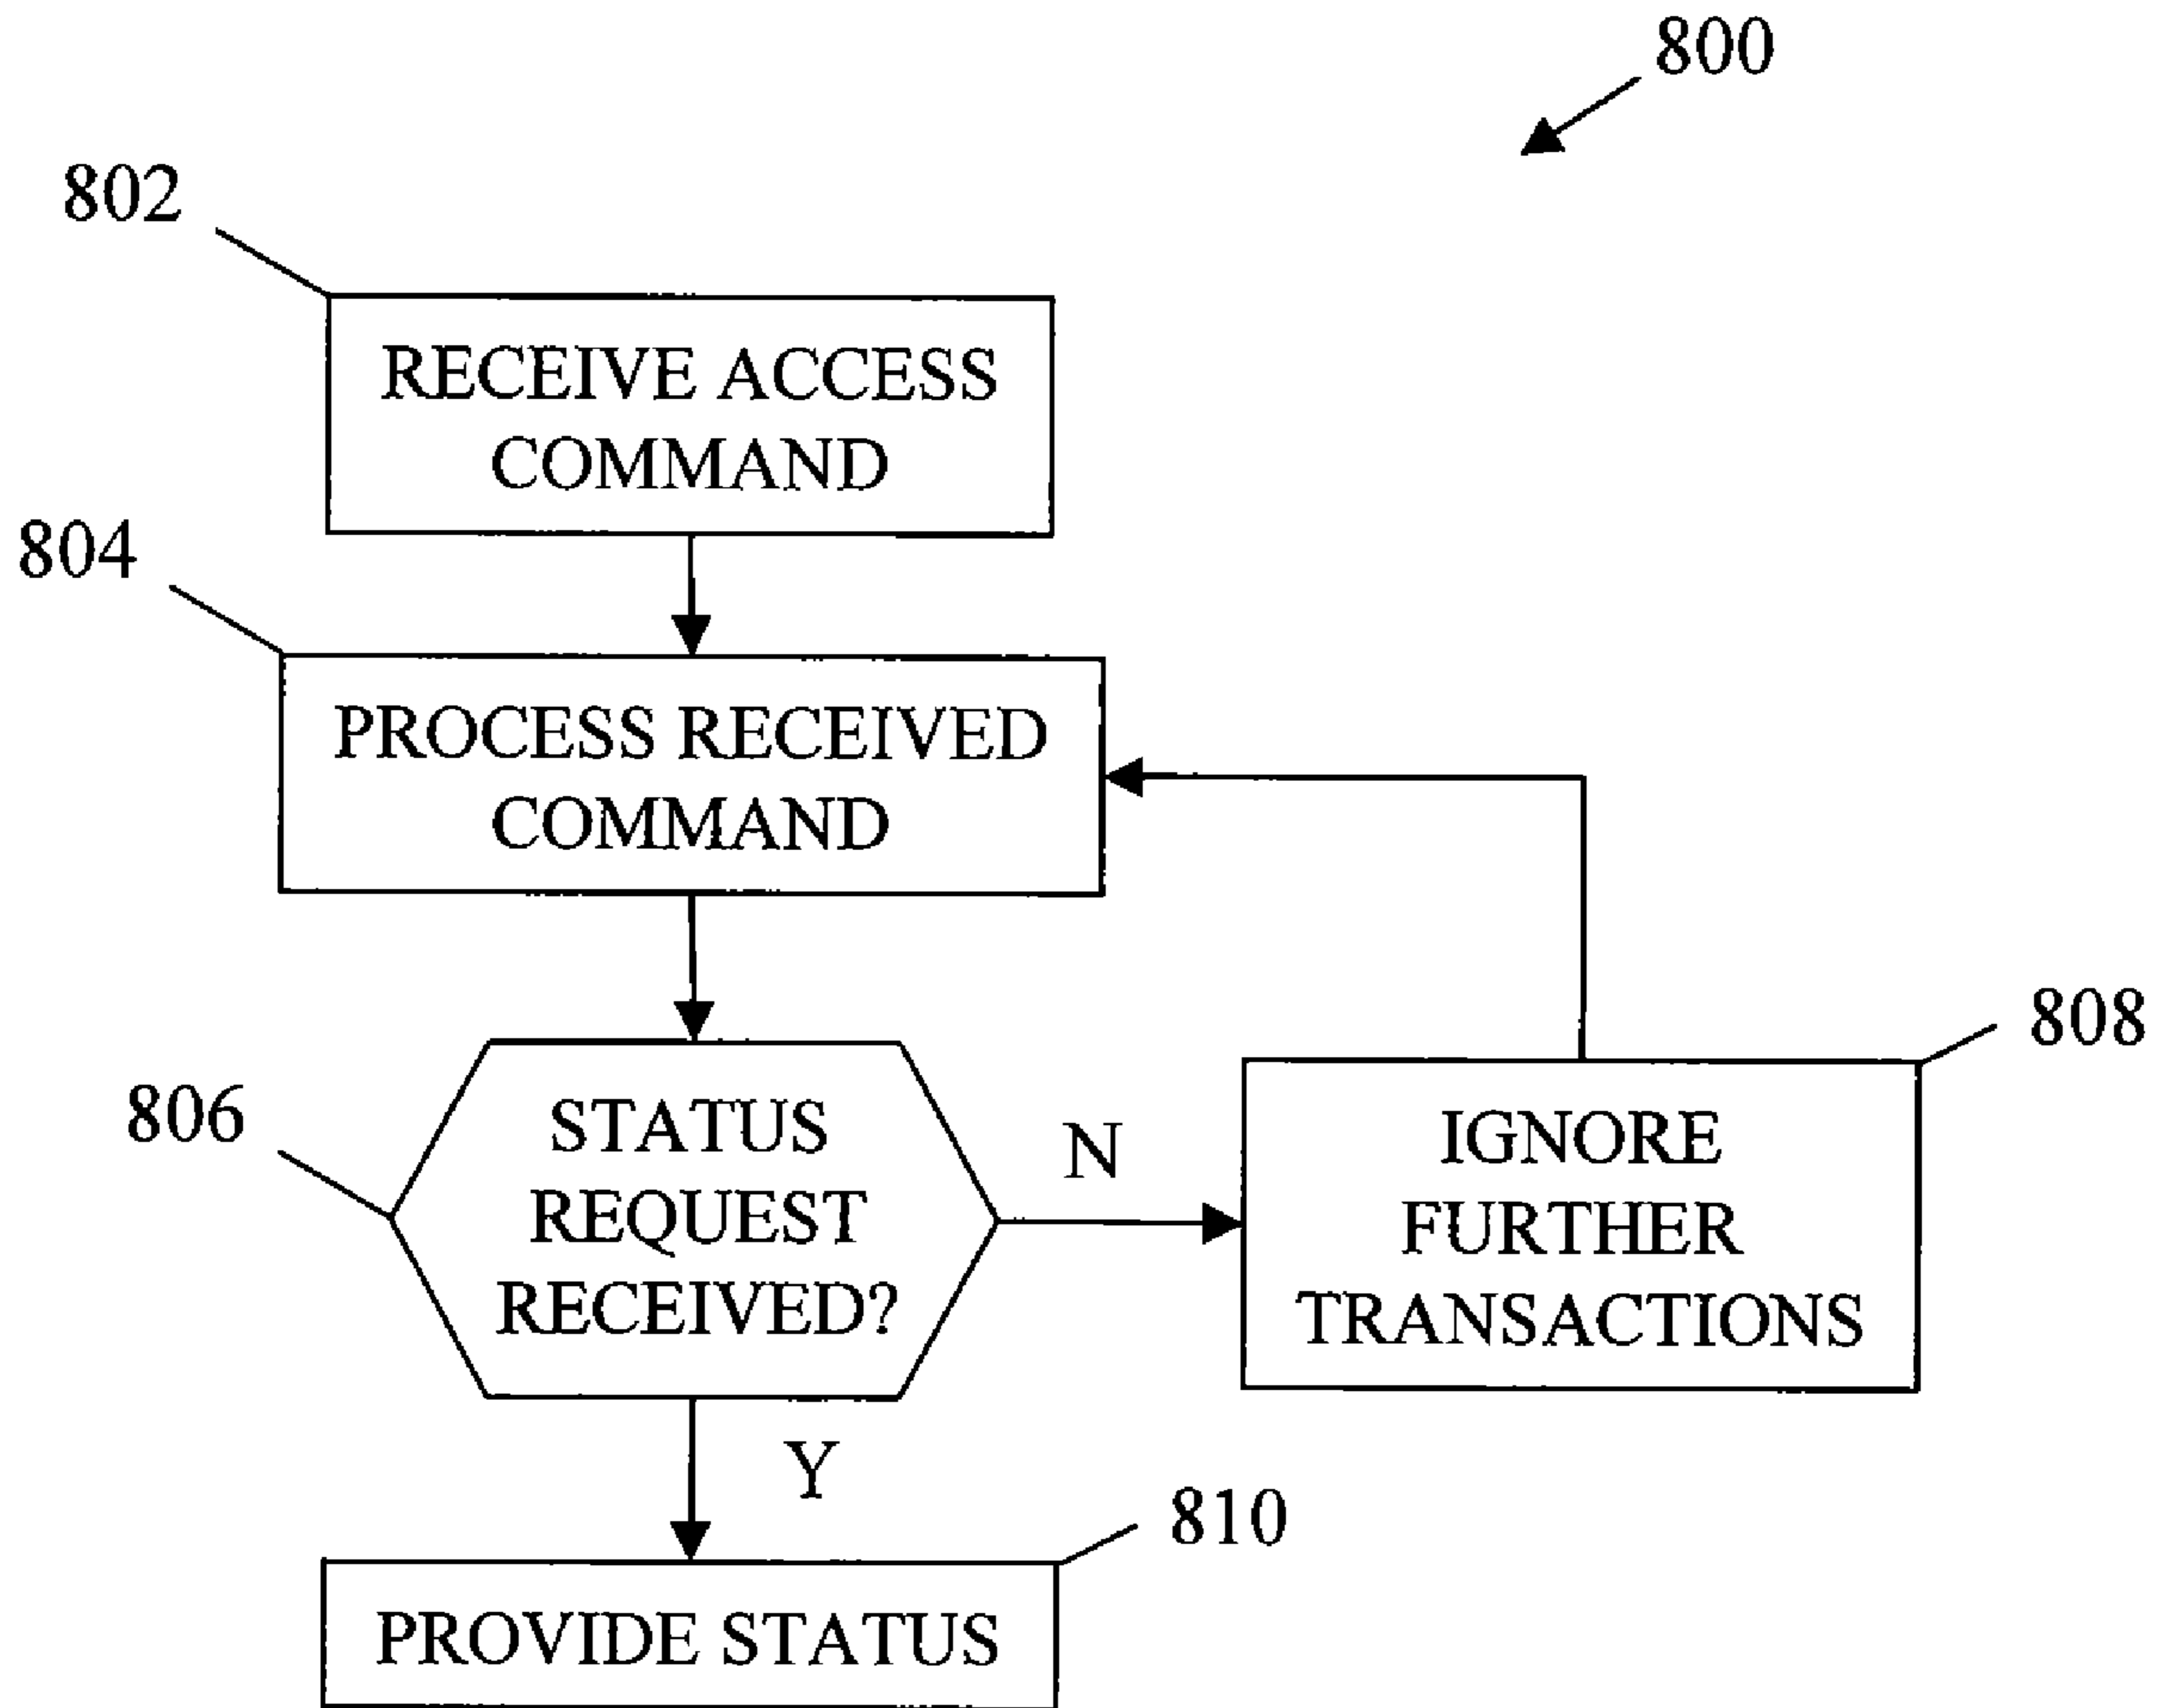 800
802
RECEIVE ACCESS
COMMAND
804
PROCESS RECEIVED
COMMAND
806
STATUS
REQUEST
RECEIVED?
N
808
IGNORE
FURTHER
TRANSACTIONS
Y
810
PROVIDE STATUS